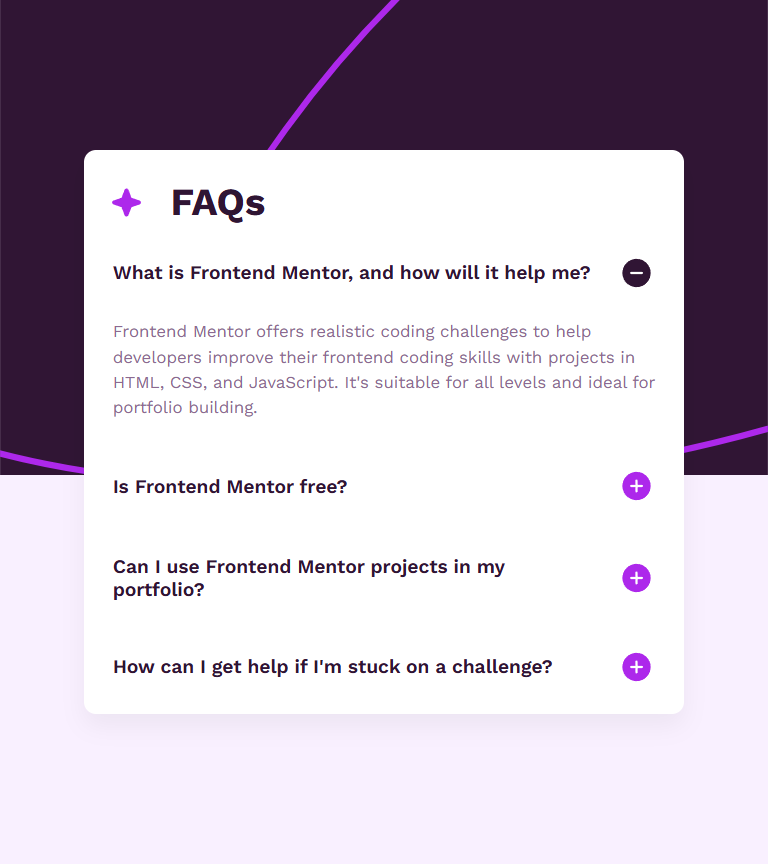 FAQs
What is Frontend Mentor, and how will it help me?
Frontend Mentor offers realistic coding challenges to help
developers improve their frontend coding skills with projects in
HTML, CSS, and JavaScript. It's suitable for all levels and ideal for
portfolio building.
Is Frontend Mentor free?
Can I use Frontend Mentor projects in my
portfolio?
How can I get help if I'm stuck on a challenge?